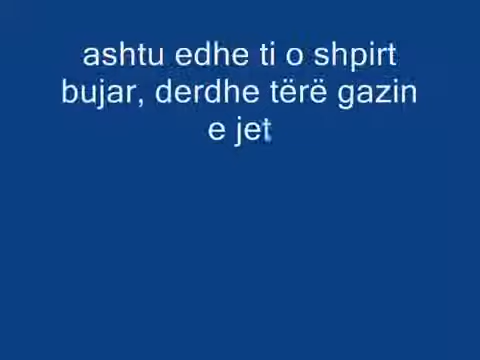 ashtu edhe ti o shpirt
bujar, derdhe tërë gazin
e jet